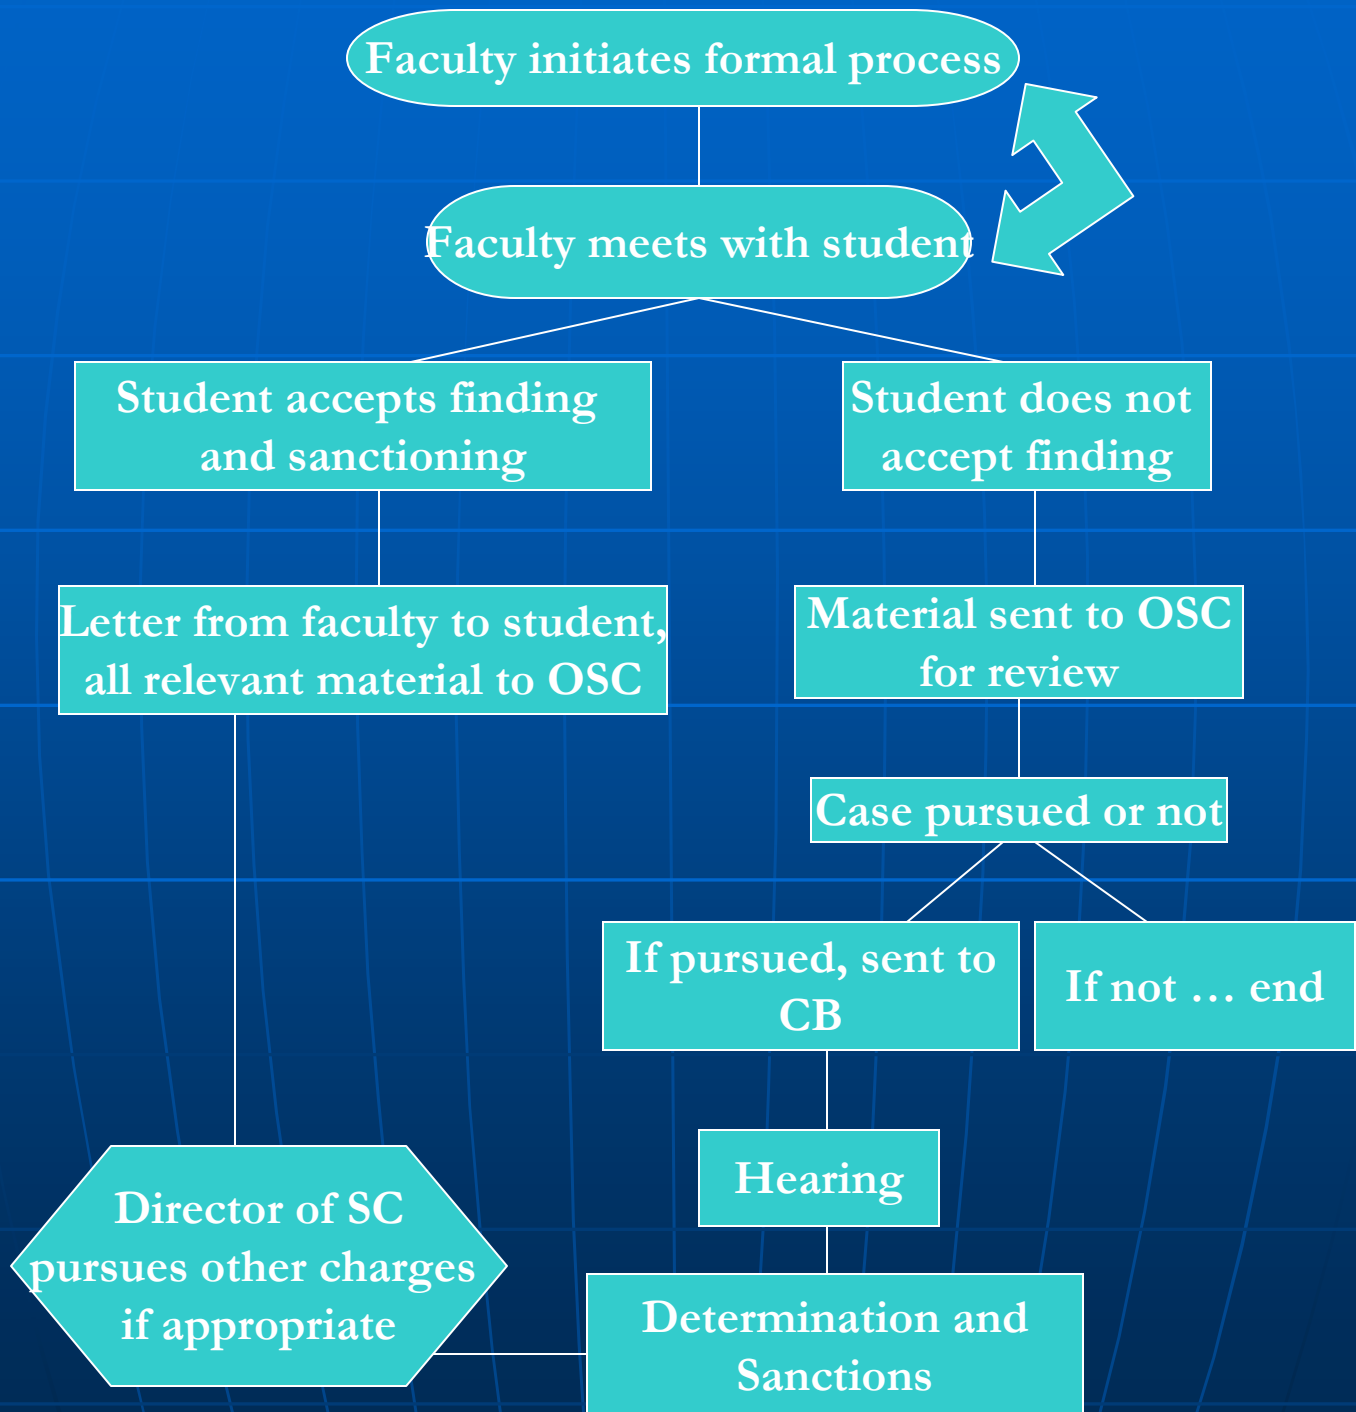 Faculty initiates formal process
Faculty meets with student
Student accepts finding
and sanctioning
Student does not
accept finding
Letter from faculty to student,
all relevant material to OSC
Material sent to OSC
for review
Case pursued or not
If pursued, sent to
CB
If not … end
Hearing
Director of SC
pursues other charges
if appropriate
Determination and
Sanctions